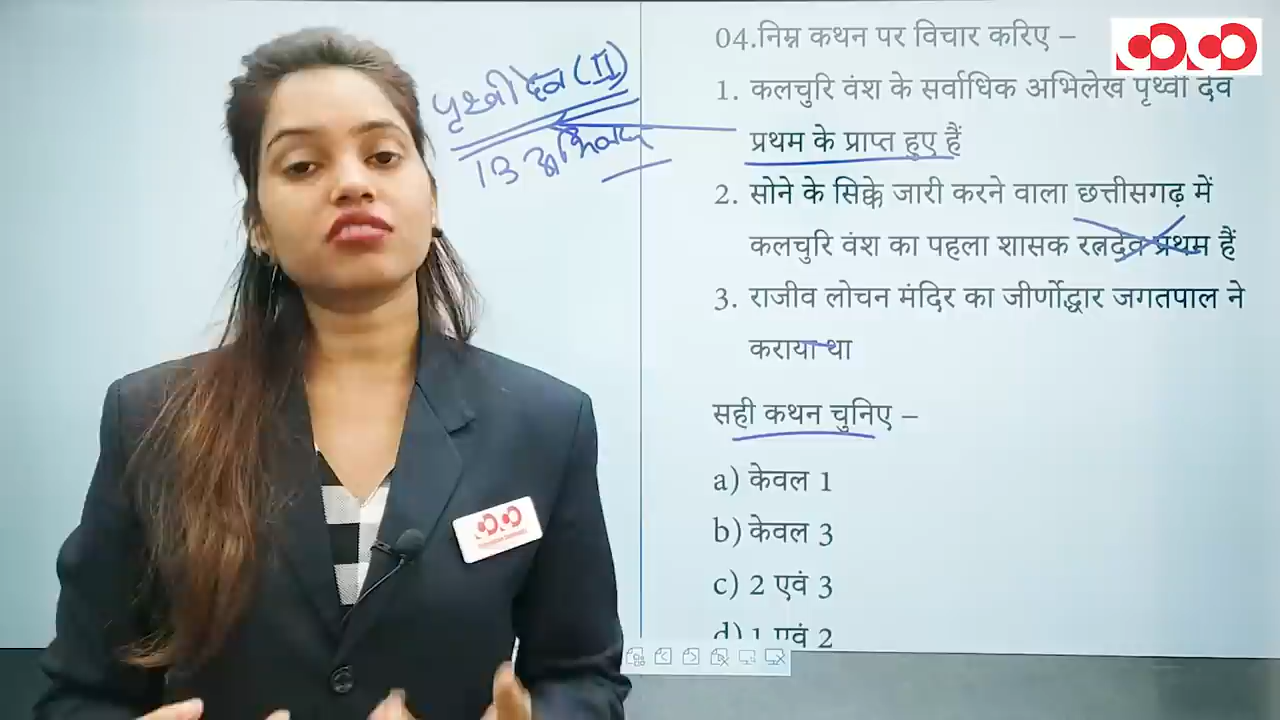 पृथ्वी देव (II)
13 अभिलेख
04.निम्न कथन पर विचार करिए –
1. कलचुरि वंश के सर्वाधिक अभिलेख पृथ्वी देव
प्रथम के प्राप्त हुए हैं
2. सोने के सिक्के जारी करने वाला छत्तीसगढ़ में
कलचुरि वंश का पहला शासक रत्नदेव प्रथम हैं
3. राजीव लोचन मंदिर का जीर्णोद्धार जगतपाल ने
कराया था
सही कथन चुनिए –
a) केवल 1
b) केवल 3
c) 2 एवं 3
d) 1 एवं 2